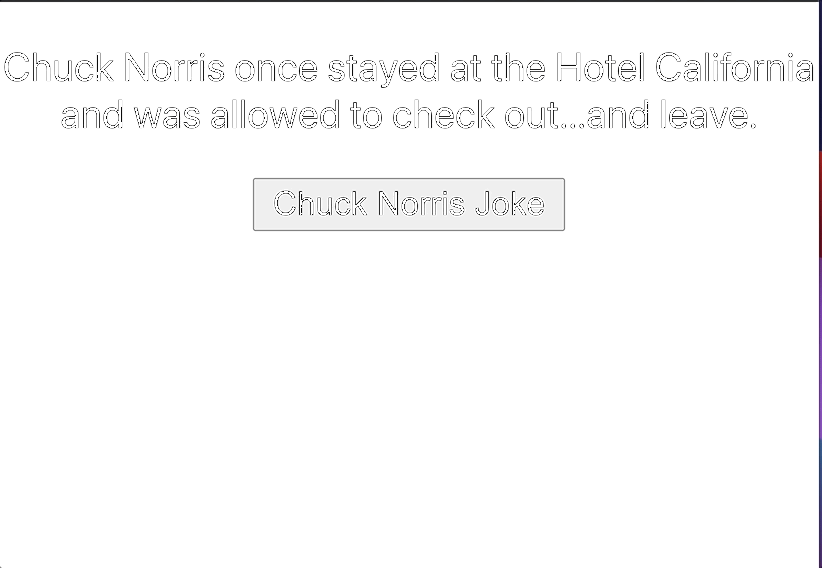 Chuck Norris once stayed at the Hotel California
and was allowed to check out...and leave.
Chuck Norris Joke